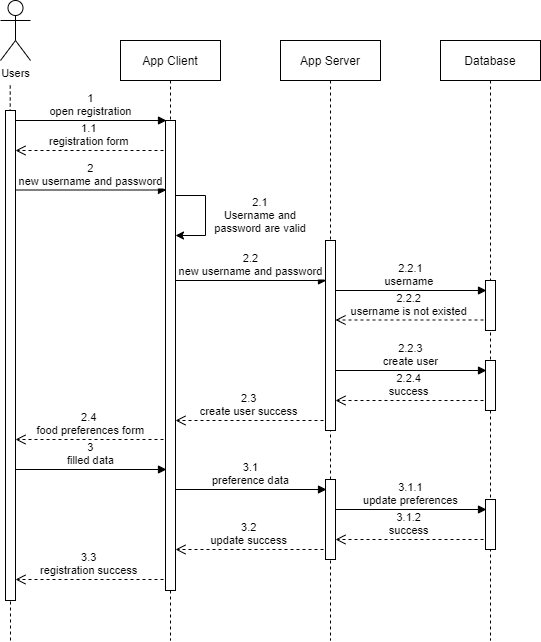 Users
App Client
App Server
Database
1
open registration
1.1
registration form
2
new username and password
2.1
Username and
password are valid
2.2
new username and password
2.2.1
username
2.2.2
username is not existed
2.2.3
create user
2.2.4
success
2.3
create user success
2.4
food preferences form
3
filled data
3.1
preference data
3.1.1
update preferences
3.1.2
success
3.2
update success
3.3
registration success